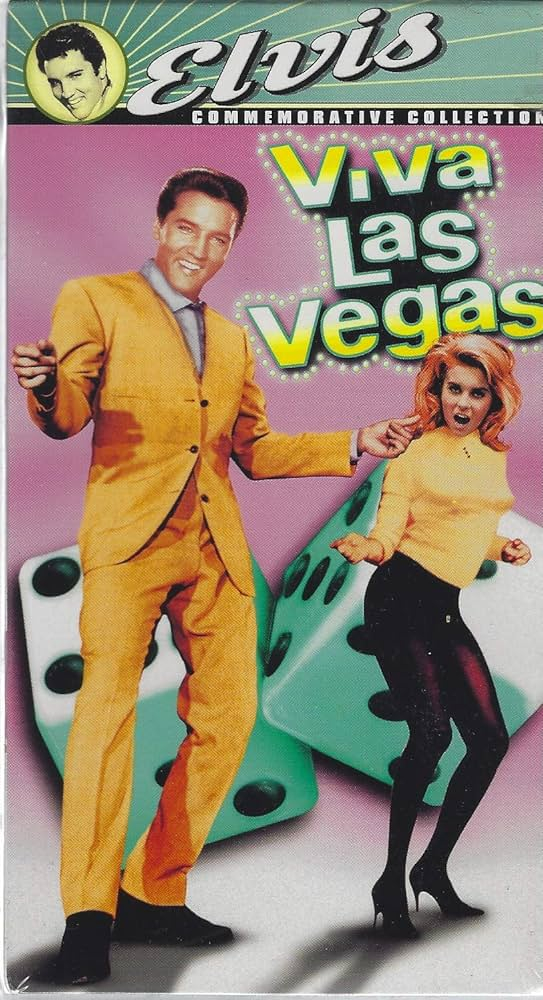 Elvis
COMMEMORATIVE COLLECTION
Viva
Las
Vegas